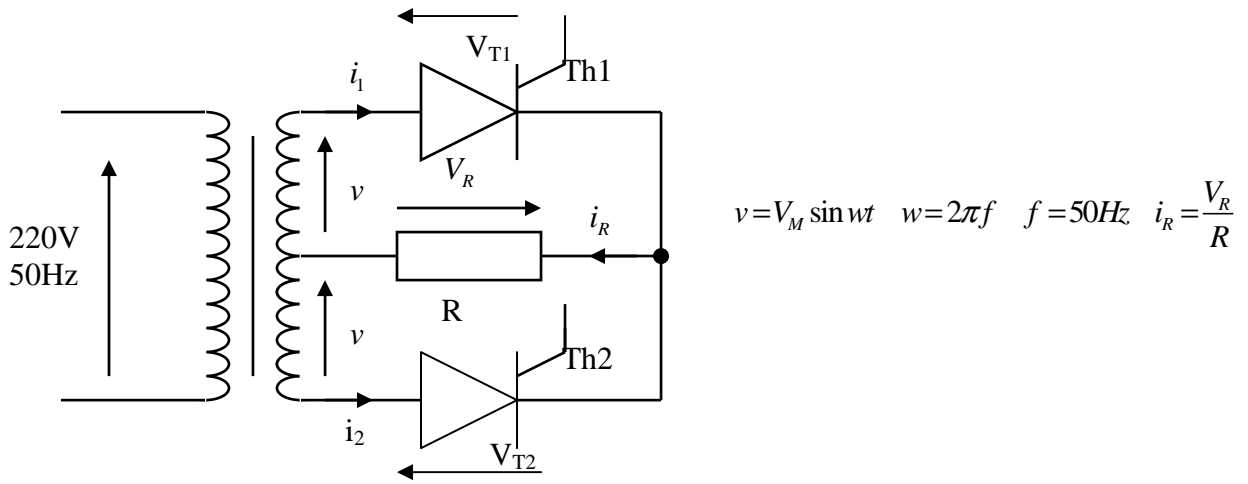 V_T1
Th1
i_1
V_R
v
i_R
220V
50Hz
R
v
Th2
i_2
V_T2
v = V_M sin wt w = 2πf f = 50Hz i_R = V_R / R